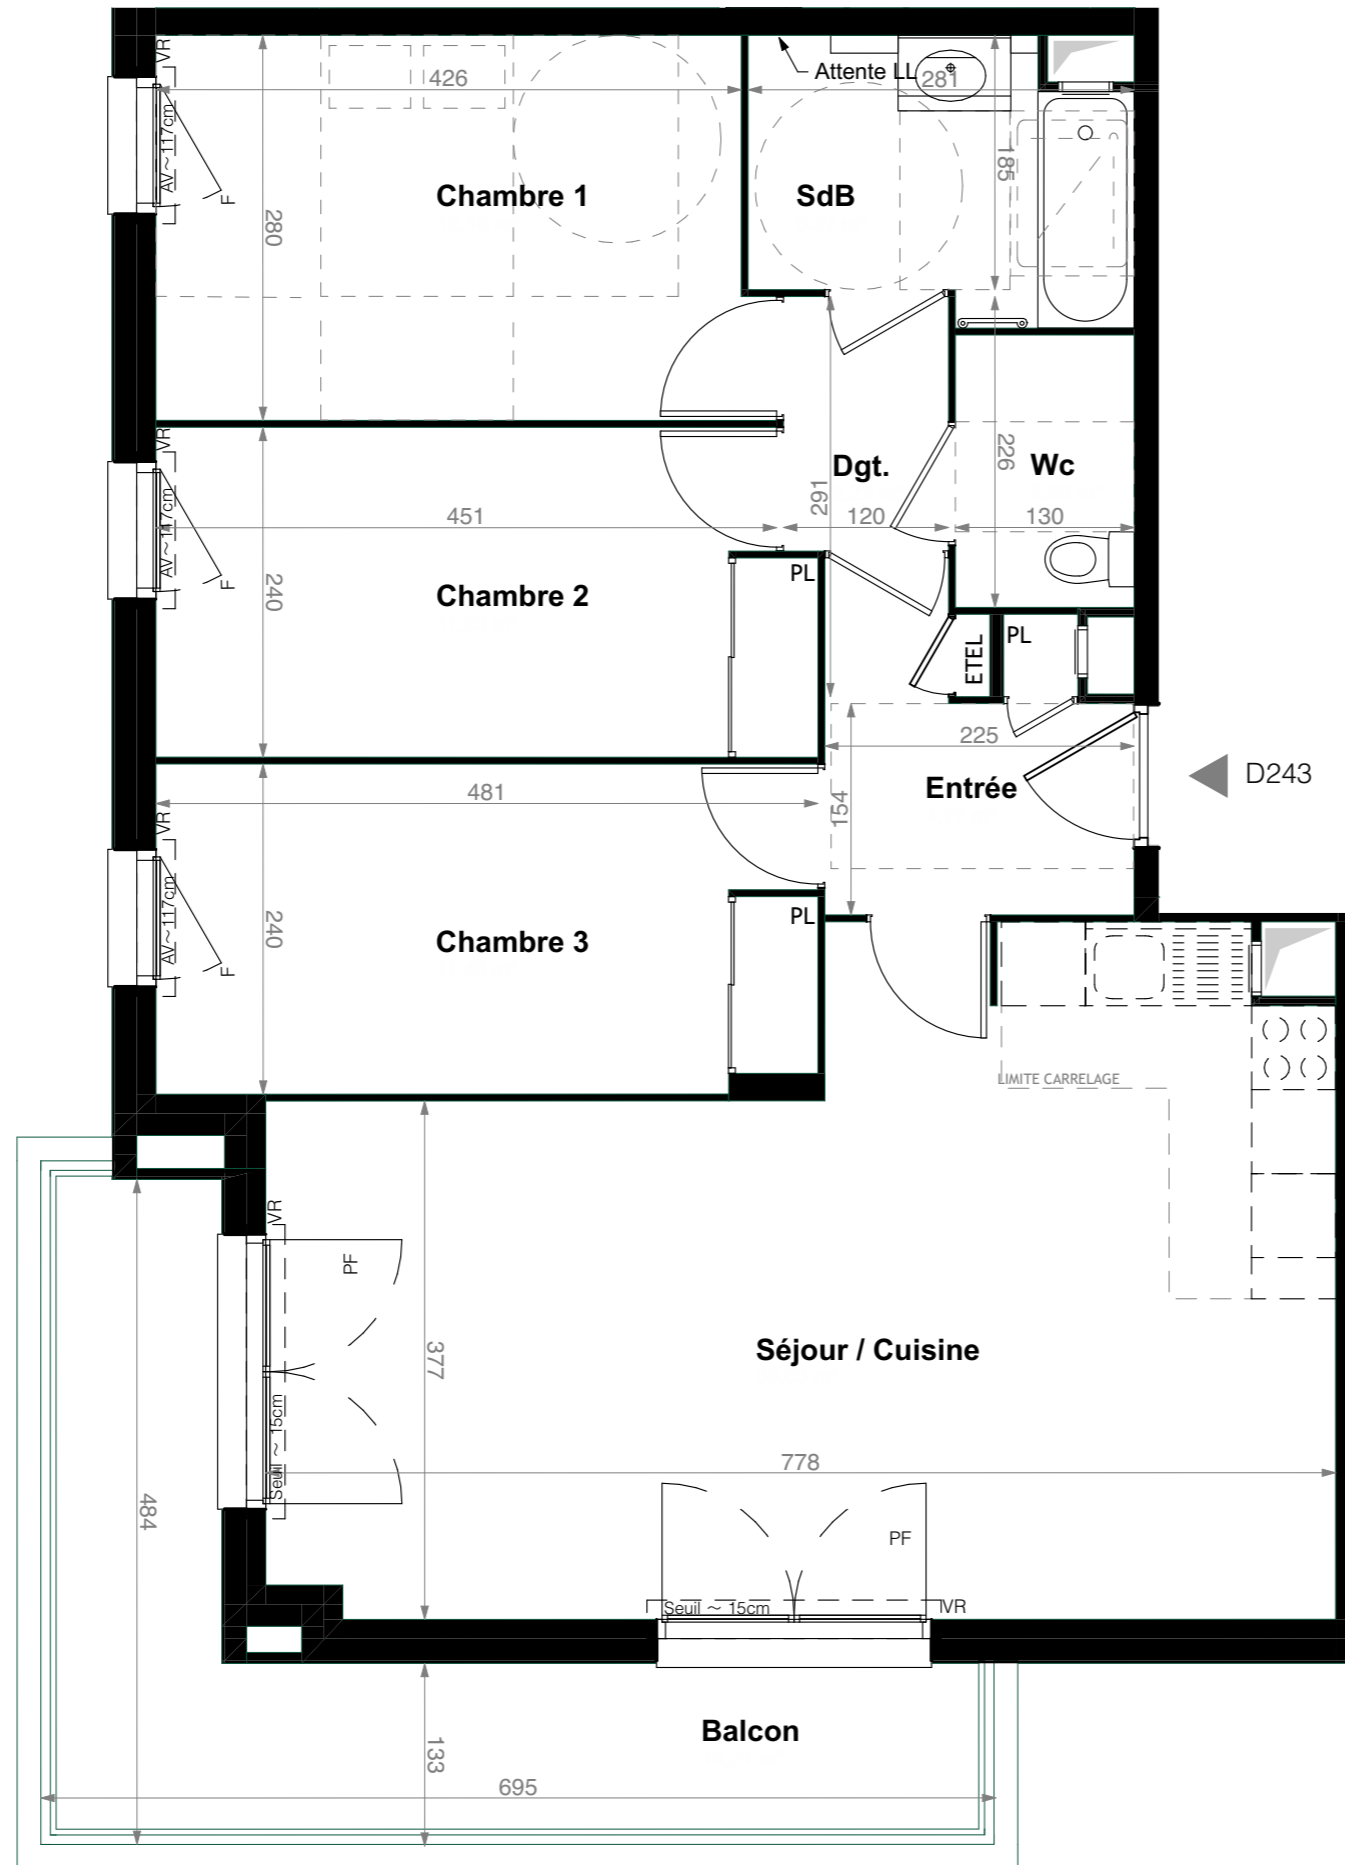 VR
426
Attente LL
281
AV~117cm
F
Chambre 1
SdB
185
280
VR
Dgt.
Wc
226
291
451
120
130
AV~117cm
F
240
Chambre 2
PL
ETEL
PL
225
Entrée
D243
481
154
VR
AV~117cm
F
240
Chambre 3
PL
LIMITE CARRELAGE
VR
PF
377
Séjour / Cuisine
Seuil ~ 15cm
778
484
PF
Seuil ~ 15cm
VR
Balcon
133
695